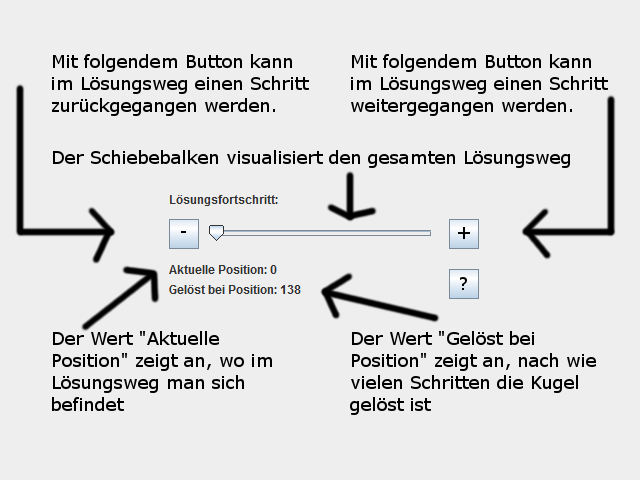 Mit folgendem Button kann
im Lösungsweg einen Schritt
zurückgegangen werden.
Mit folgendem Button kann
im Lösungsweg einen Schritt
weitergegangen werden.
Der Schiebebalken visualisiert den gesamten Lösungsweg
Lösungsfortschritt:
-
+
Aktuelle Position: 0
Gelöst bei Position: 138
?
Der Wert "Aktuelle
Position" zeigt an, wo im
Lösungsweg man sich
befindet
Der Wert "Gelöst bei
Position" zeigt an, nach wie
vielen Schritten die Kugel
gelöst ist